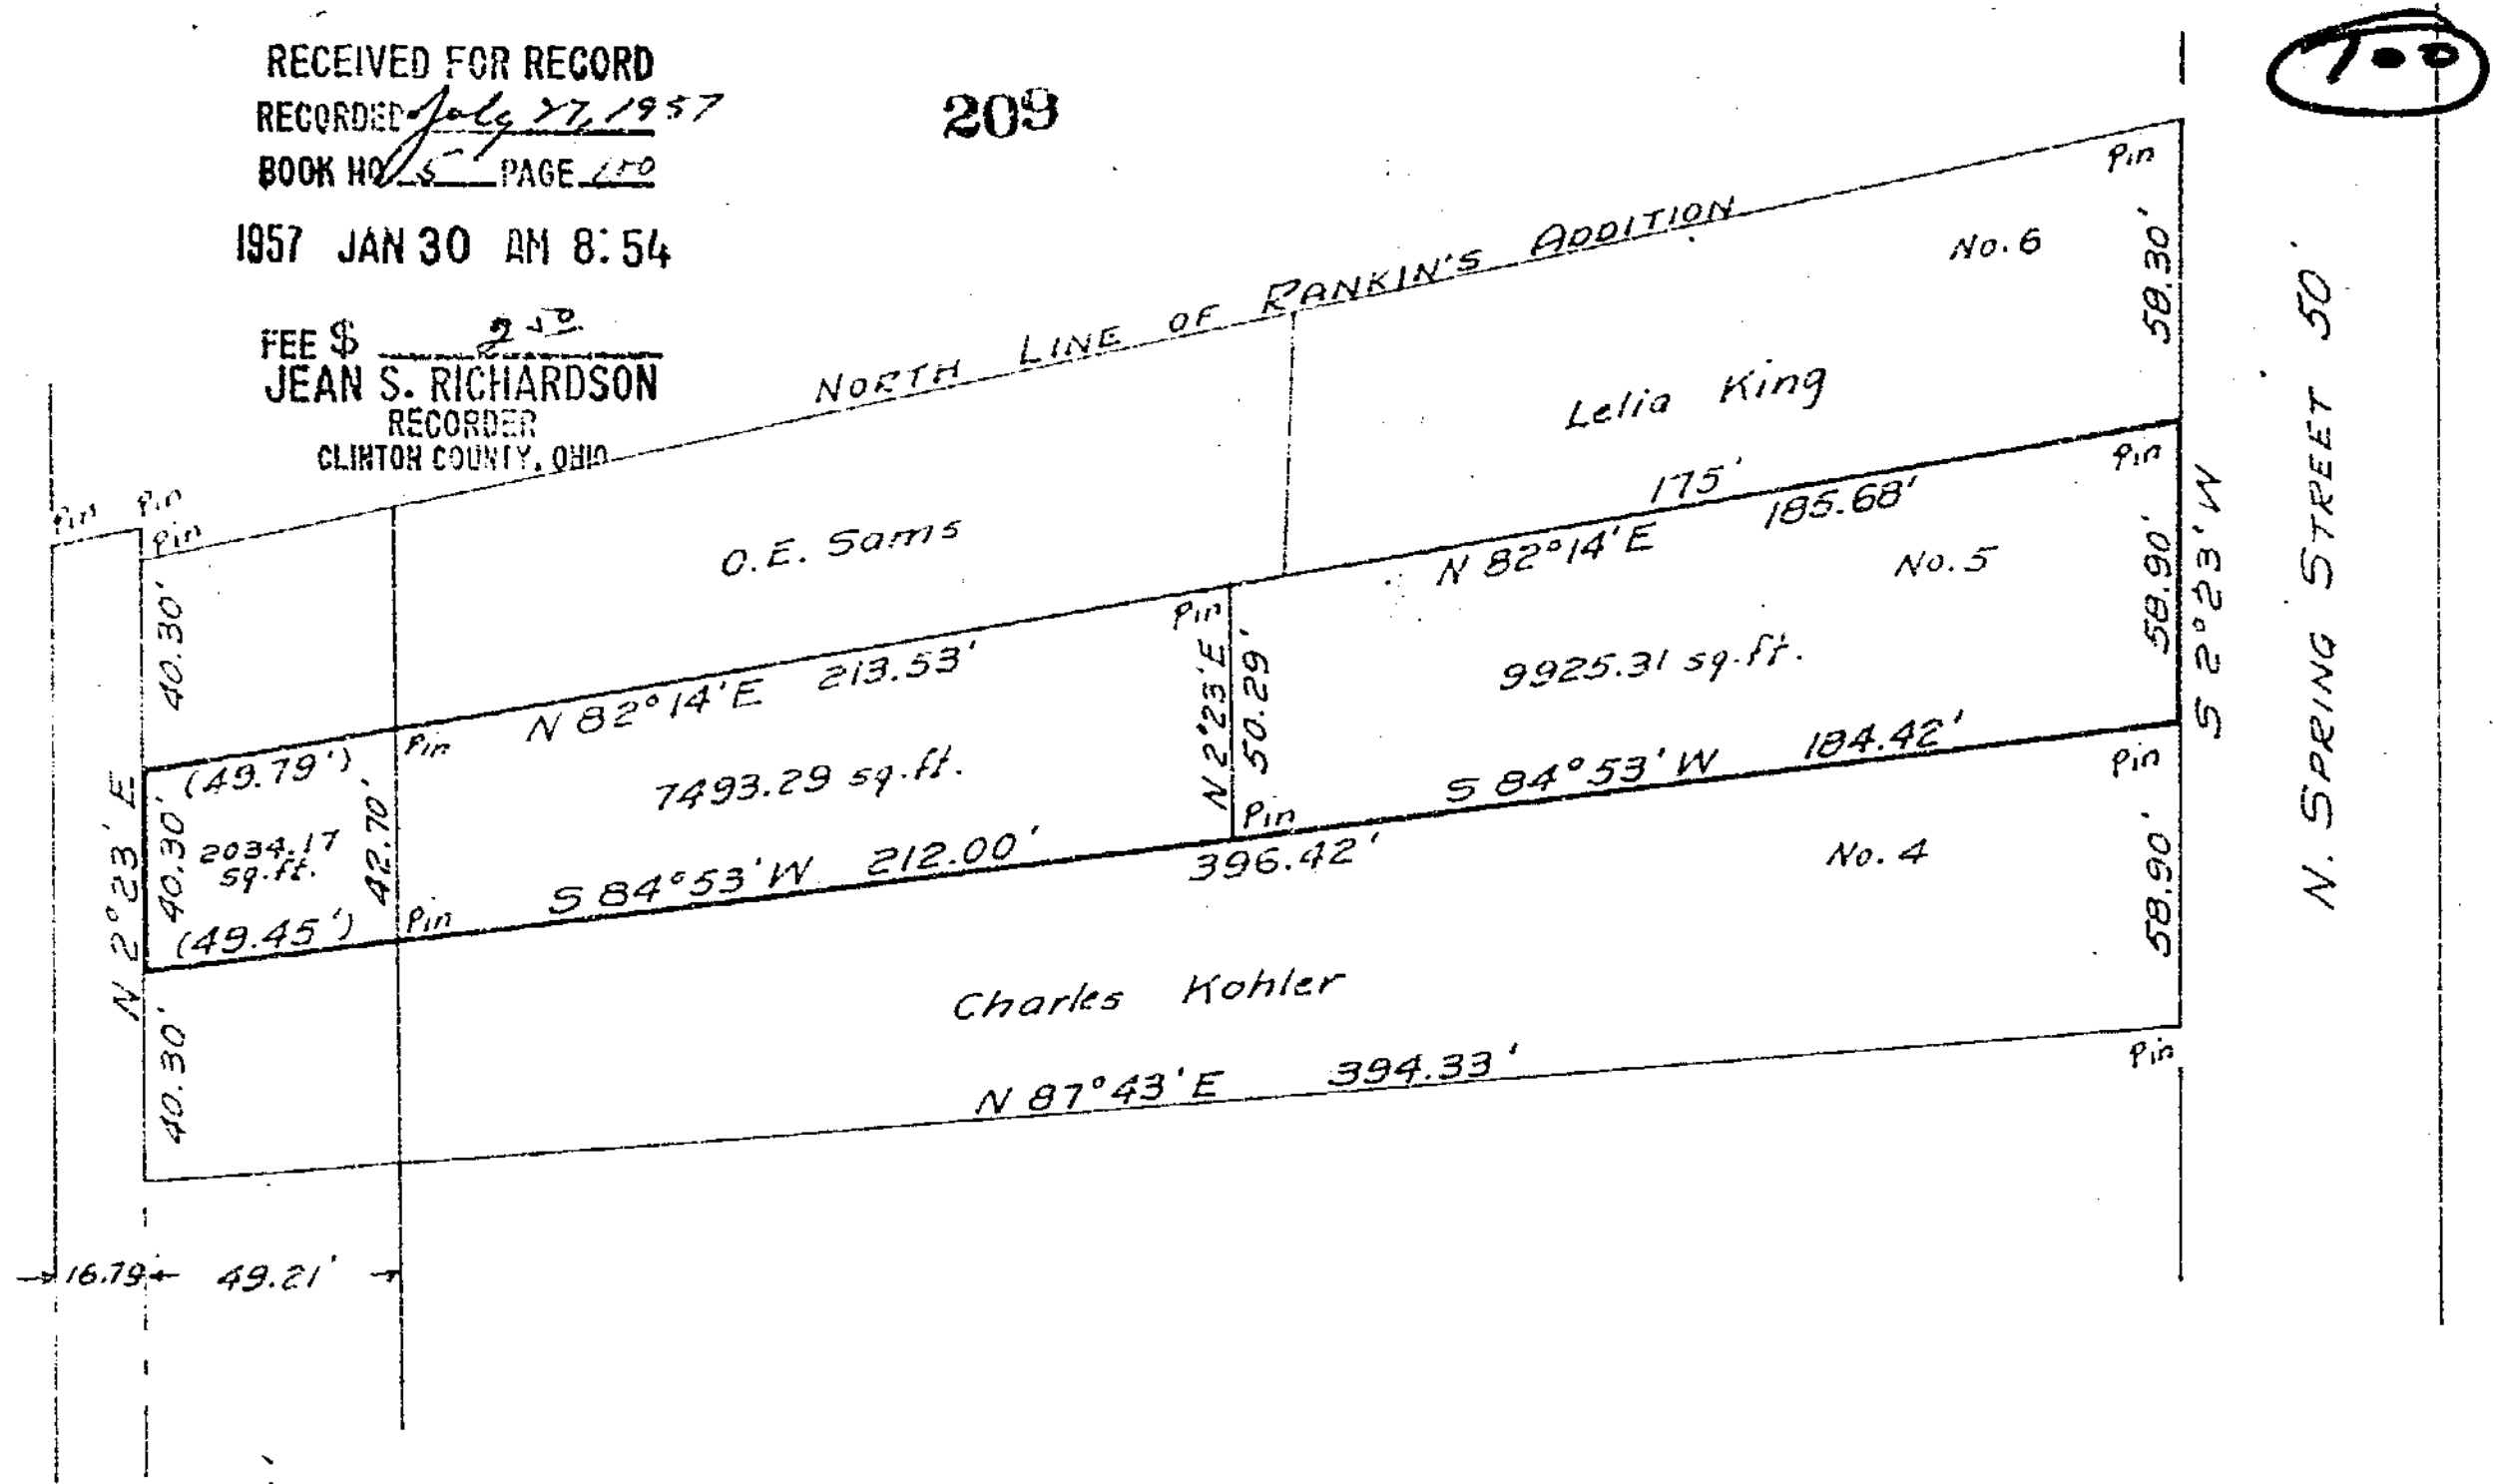 RECEIVED FOR RECORD
RECORDED July 27, 1957
BOOK NO. 5 PAGE
1957 JAN 30 AM 8:54
FEE $ 2 50
JEAN S. RICHARDSON
RECORDER
CLINTON COUNTY, OHIO
209
NORTH LINE OF RANKIN'S ADDITION
Pin
No. 6
58.30'
Lelia King
175'
Pin
Pin
Pin
Pin
40.30'
C.E. Sams
N 82°14'E 185.68'
Pin
No. 5
58.90'
S 2°23'W
N. SPRING STREET 50'
N 82°14'E 213.53'
Pin
N 2°23'E
50.29'
9925.31 sq.ft.
Pin
(49.79')
7493.29 sq.ft.
S 84°53'W 184.42'
Pin
N 2°23'E
40.30'
2034.17
sq.ft.
42.70'
Pin
S 84°53'W 212.00'
396.42'
No. 4
58.90'
(49.45')
Pin
Charles Kohler
40.30'
N 87°43'E 394.33'
Pin
16.79
49.21'